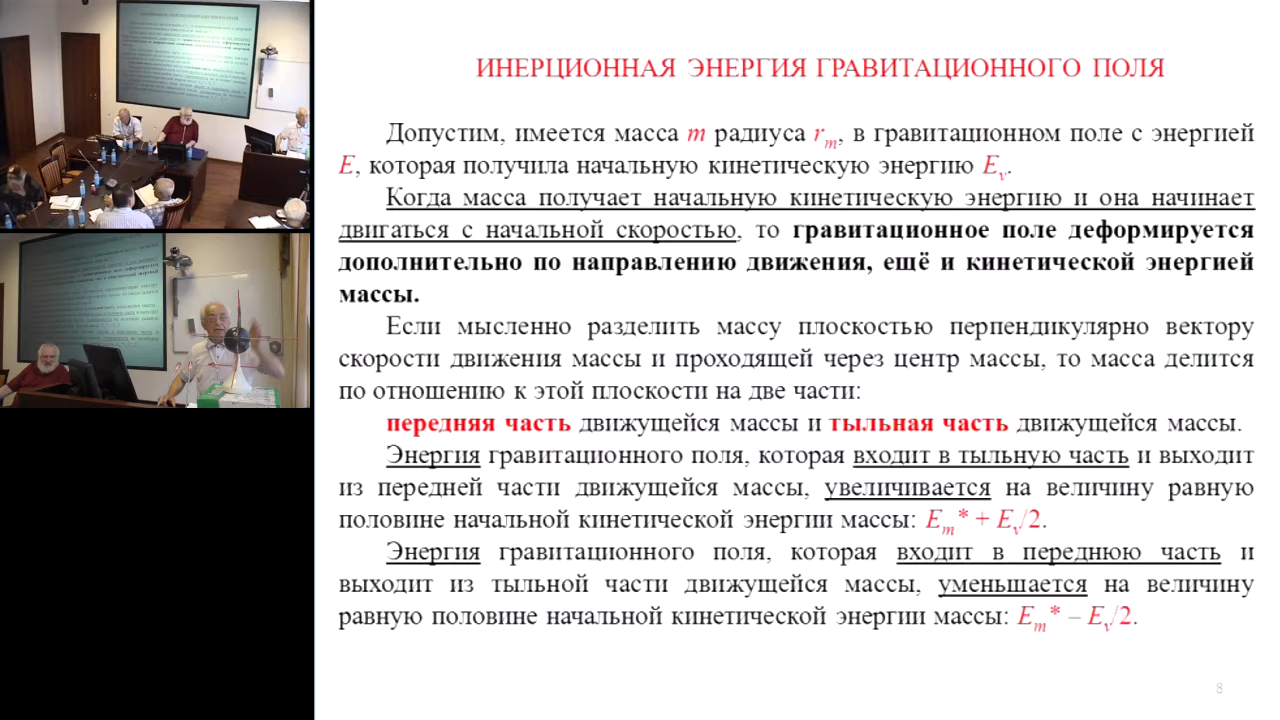 ИНЕРЦИОННАЯ ЭНЕРГИЯ ГРАВИТАЦИОННОГО ПОЛЯ
Допустим, имеется масса m радиуса rm, в гравитационном поле с энергией
E, которая получила начальную кинетическую энергию Ev.
Когда масса получает начальную кинетическую энергию и она начинает
двигаться с начальной скоростью, то гравитационное поле деформируется
дополнительно по направлению движения, ещё и кинетической энергией
массы.
Если мысленно разделить массу плоскостью перпендикулярно вектору
скорости движения массы и проходящей через центр массы, то масса делится
по отношению к этой плоскости на две части:
передняя часть движущейся массы и тыльная часть движущейся массы.
Энергия гравитационного поля, которая входит в тыльную часть и выходит
из передней части движущейся массы, увеличивается на величину равную
половине начальной кинетической энергии массы: Em* + Ev/2.
Энергия гравитационного поля, которая входит в переднюю часть и
выходит из тыльной части движущейся массы, уменьшается на величину
равную половине начальной кинетической энергии массы: Em* – Ev/2.
8